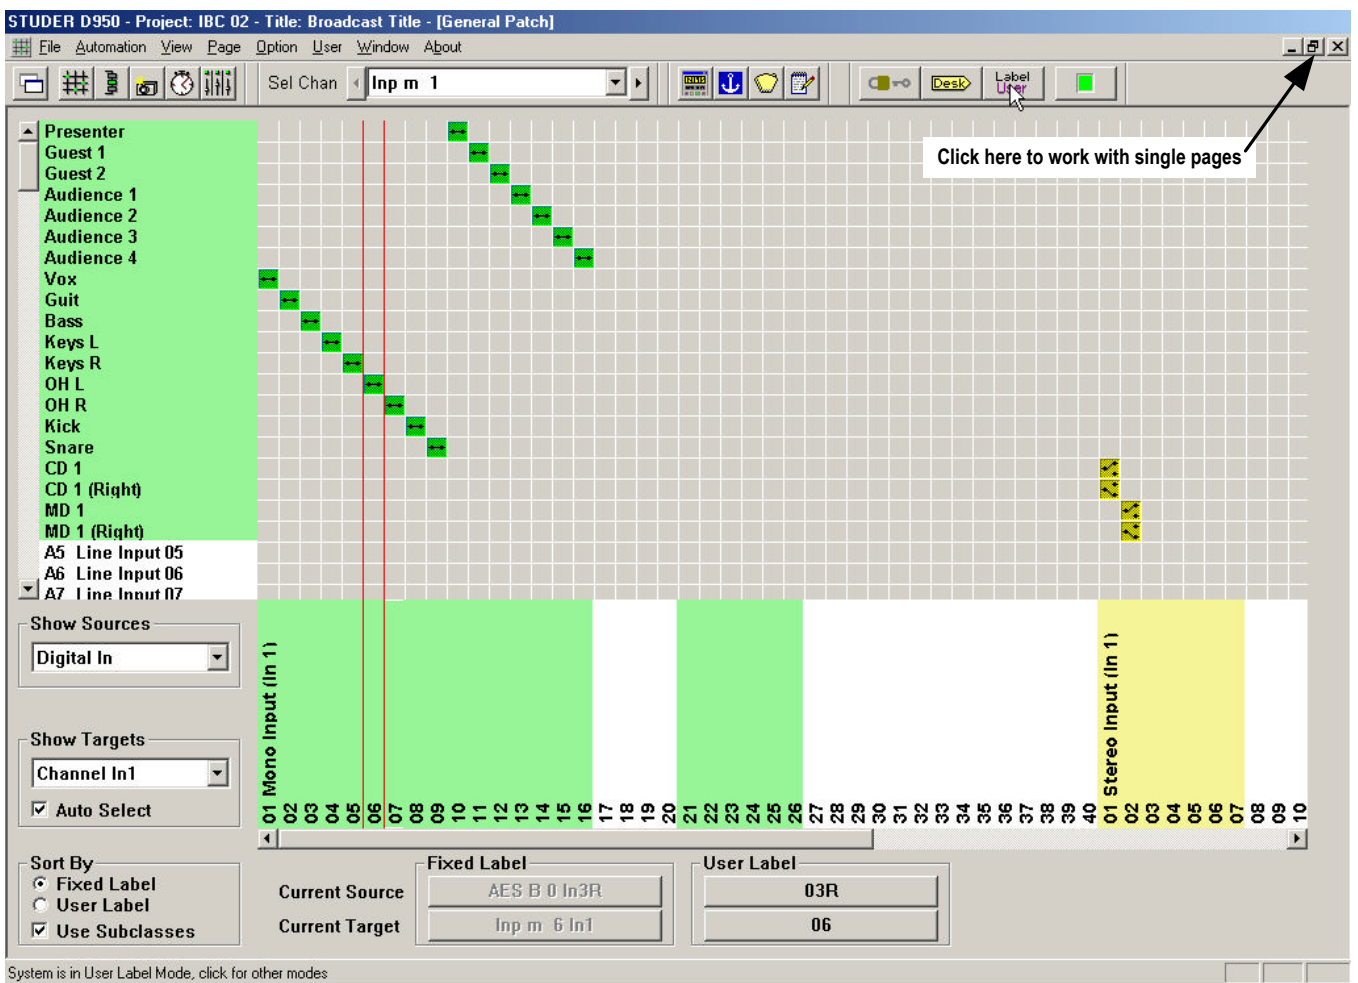 STUDER D950 - Project: IBC 02 - Title: Broadcast Title - [General Patch]
File Automation View Page Option User Window About
Sel Chan Inp m 1
Desk
Label
User
Click here to work with single pages
Presenter
Guest 1
Guest 2
Audience 1
Audience 2
Audience 3
Audience 4
Vox
Guit
Bass
Keys L
Keys R
OH L
OH R
Kick
Snare
CD 1
CD 1 (Right)
MD 1
MD 1 (Right)
A5 Line Input 05
A6 Line Input 06
A7 Line Input 07
Show Sources
Digital In
Show Targets
Channel In1
Auto Select
01 Mono Input (In 1)
02
03
04
05
06
07
08
09
10
11
12
13
14
15
16
17
18
19
20
21
22
23
24
25
26
27
28
29
30
31
32
33
34
35
36
37
38
39
40
01 Stereo Input (In 1)
02
03
04
05
06
07
08
09
10
Sort By
Fixed Label
User Label
Use Subclasses
Fixed Label
User Label
Current Source AES B 0 In3R 03R
Current Target Inp m 6 In1 06
System is in User Label Mode, click for other modes